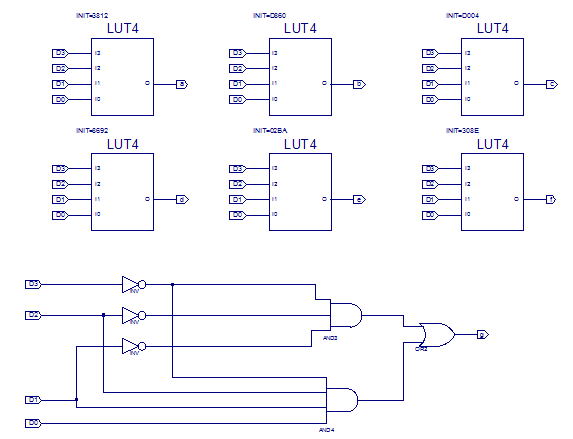 INIT=3812 INIT=D860 INIT=D004
LUT4 LUT4 LUT4
D3 I3 D3 I3 D3 I3
D2 I2 D2 I2 D2 I2
D1 I1 O a D1 I1 O b D1 I1 O c
D0 I0 D0 I0 D0 I0
INIT=8692 INIT=02BA INIT=308E
LUT4 LUT4 LUT4
D3 I3 D3 I3 D3 I3
D2 I2 D2 I2 D2 I2
D1 I1 O d D1 I1 O e D1 I1 O f
D0 I0 D0 I0 D0 I0
D3
INV
D2
INV
AND3
g
OR2
INV
D1
D0
AND4